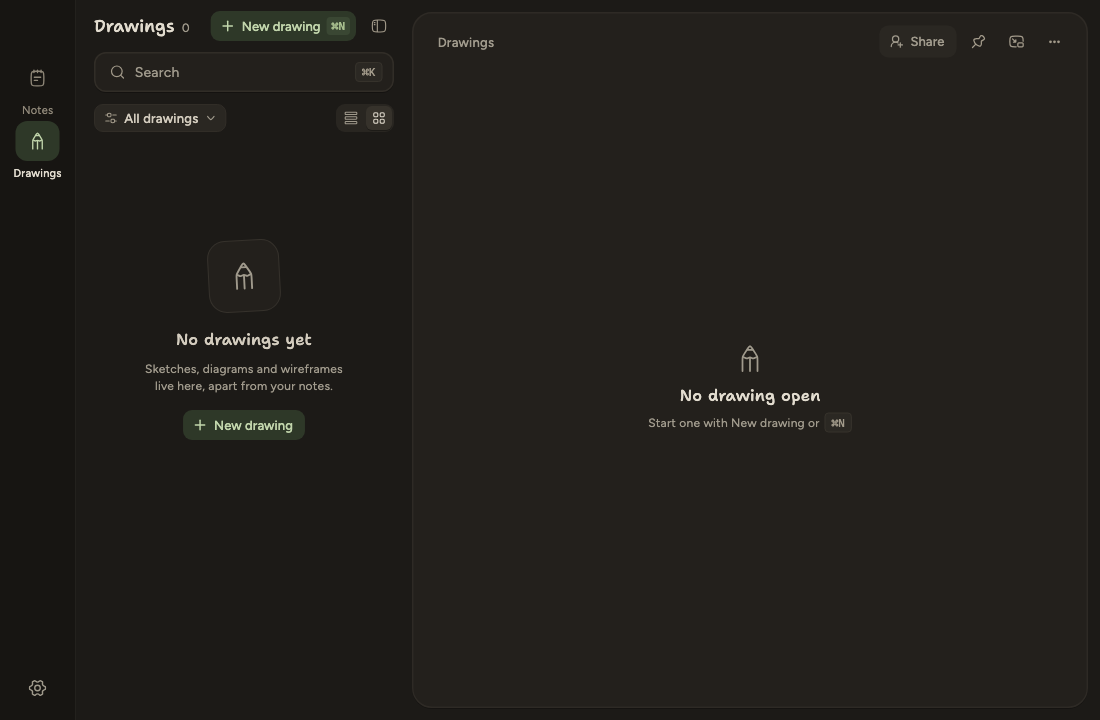 Drawings 0
New drawing ⌘N
Search ⌘K
Notes
All drawings
Drawings
No drawings yet
Sketches, diagrams and wireframes
live here, apart from your notes.
New drawing
Drawings
Share
No drawing open
Start one with New drawing or ⌘N